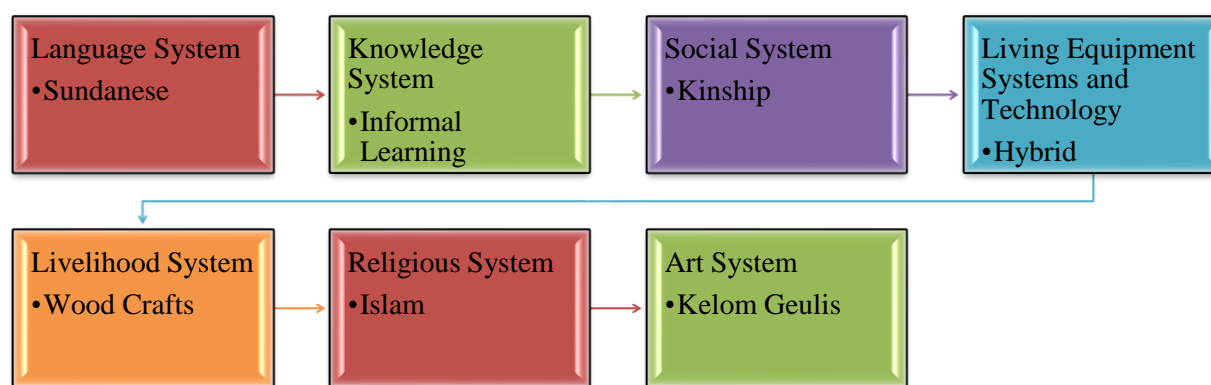 Language System
•Sundanese
Knowledge
System
•Informal
Learning
Social System
•Kinship
Living Equipment
Systems and
Technology
•Hybrid
Livelihood System
•Wood Crafts
Religious System
•Islam
Art System
•Kelom Geulis